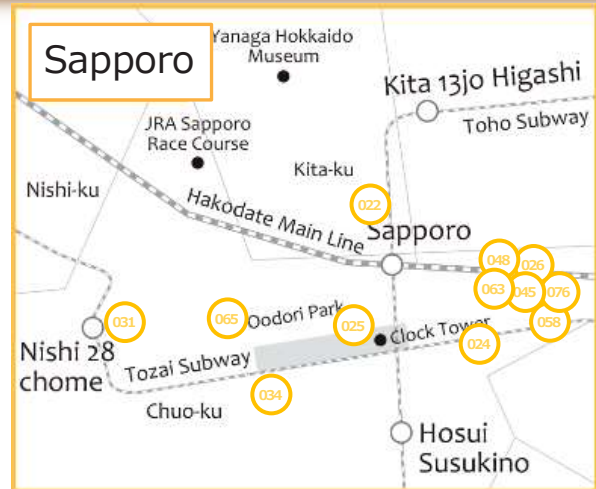 Sapporo
Yanaga Hokkaido
Museum
Kita 13jo Higashi
Toho Subway
JRA Sapporo
Race Course
Kita-ku
Nishi-ku
022
Hakodate Main Line
Sapporo
048
026
063
045
076
031
065
Oodori Park
025
Clock Tower
058
024
Nishi 28
chome
Tozai Subway
034
Chuo-ku
Hosui
Susukino